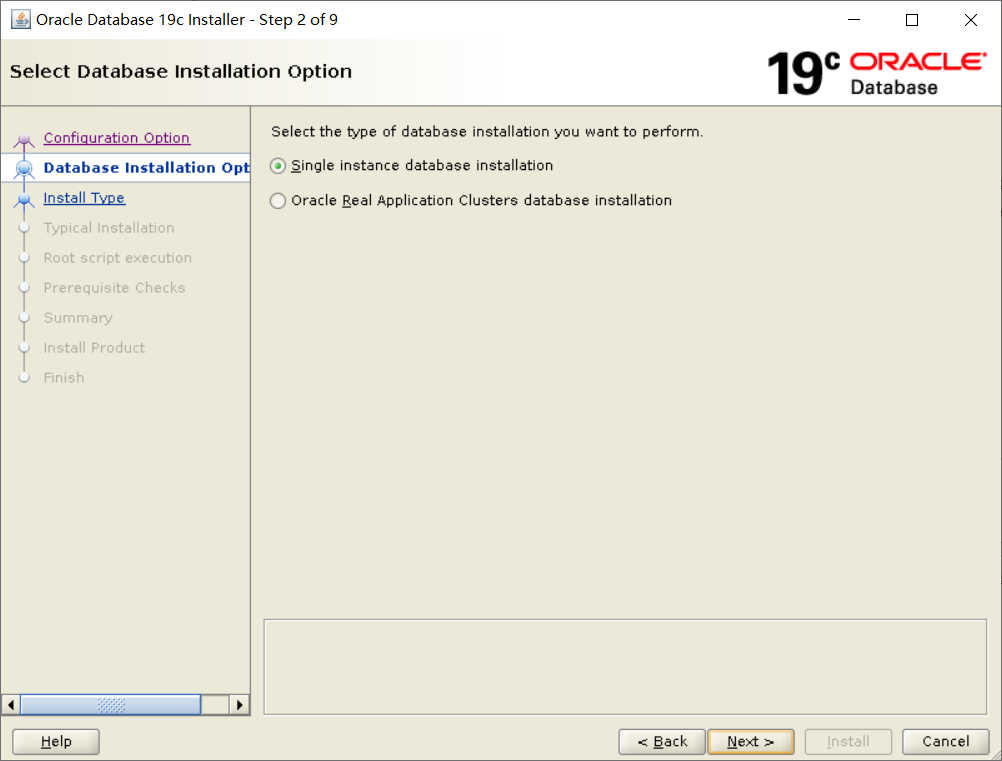 Oracle Database 19c Installer - Step 2 of 9
Select Database Installation Option
19c ORACLE
Database
Configuration Option
Database Installation Opt
Install Type
Typical Installation
Root script execution
Prerequisite Checks
Summary
Install Product
Finish
Select the type of database installation you want to perform.
Single instance database installation
Oracle Real Application Clusters database installation
Help
< Back
Next >
Install
Cancel